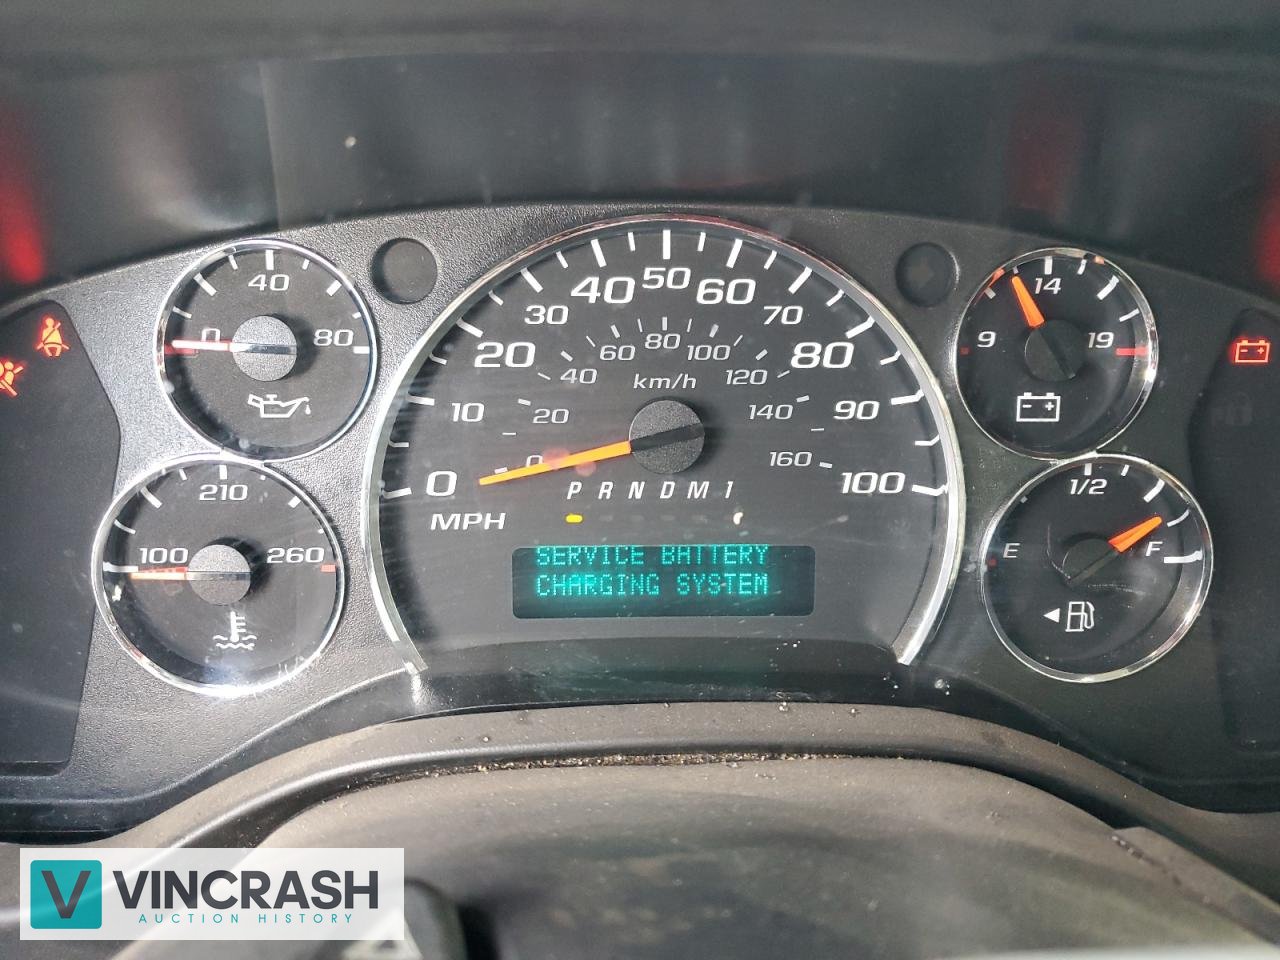 40
0 80
210
100 260
0 10 20 30 40 50 60 70 80 90 100
MPH
0 20 40 60 80 100 120 140 160
km/h
P R N D M 1
SERVICE BATTERY
CHARGING SYSTEM
14
9 19
1/2
E F
V VINCRASH
AUCTION HISTORY